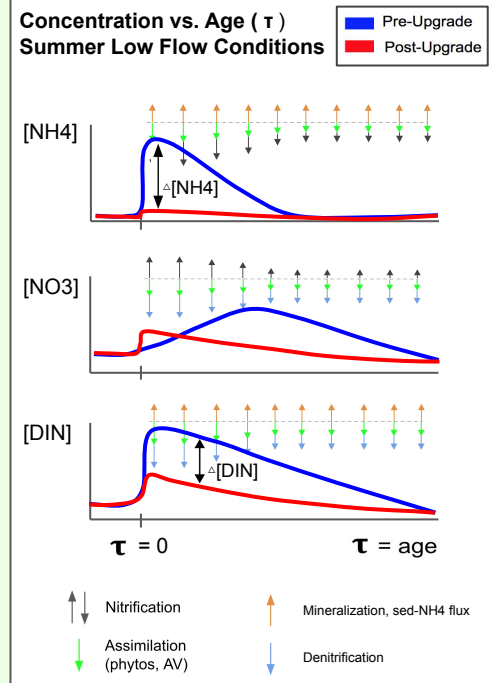 Concentration vs. Age ( τ )
Summer Low Flow Conditions
Pre-Upgrade
Post-Upgrade
[NH4]
△[NH4]
[NO3]
[DIN]
△[DIN]
τ = 0
τ = age
Nitrification
Mineralization, sed-NH4 flux
Assimilation
(phytos, AV)
Denitrification